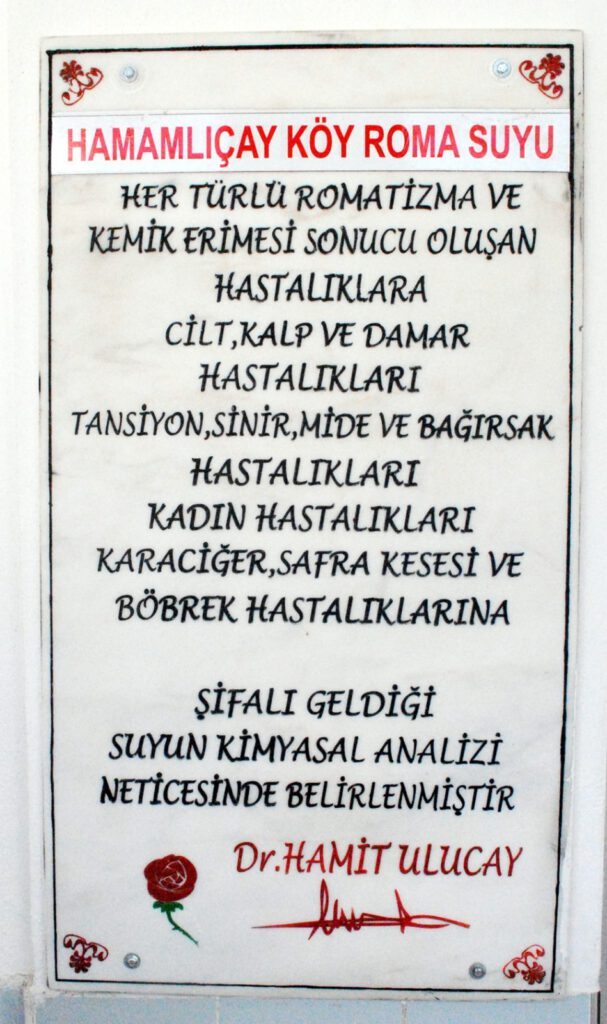 HAMAMLIÇAY KÖY ROMA SUYU
HER TÜRLÜ ROMATİZMA VE
KEMİK ERİMESİ SONUCU OLUŞAN
HASTALIKLARA
CİLT,KALP VE DAMAR
HASTALIKLARI
TANSİYON,SİNİR,MİDE VE BAĞIRSAK
HASTALIKLARI
KADIN HASTALIKLARI
KARACİĞER,SAFRA KESESİ VE
BÖBREK HASTALIKLARINA
ŞİFALI GELDİĞİ
SUYUN KİMYASAL ANALİZİ
NETİCESİNDE BELİRLENMİŞTİR
Dr.HAMİT ULUCAY